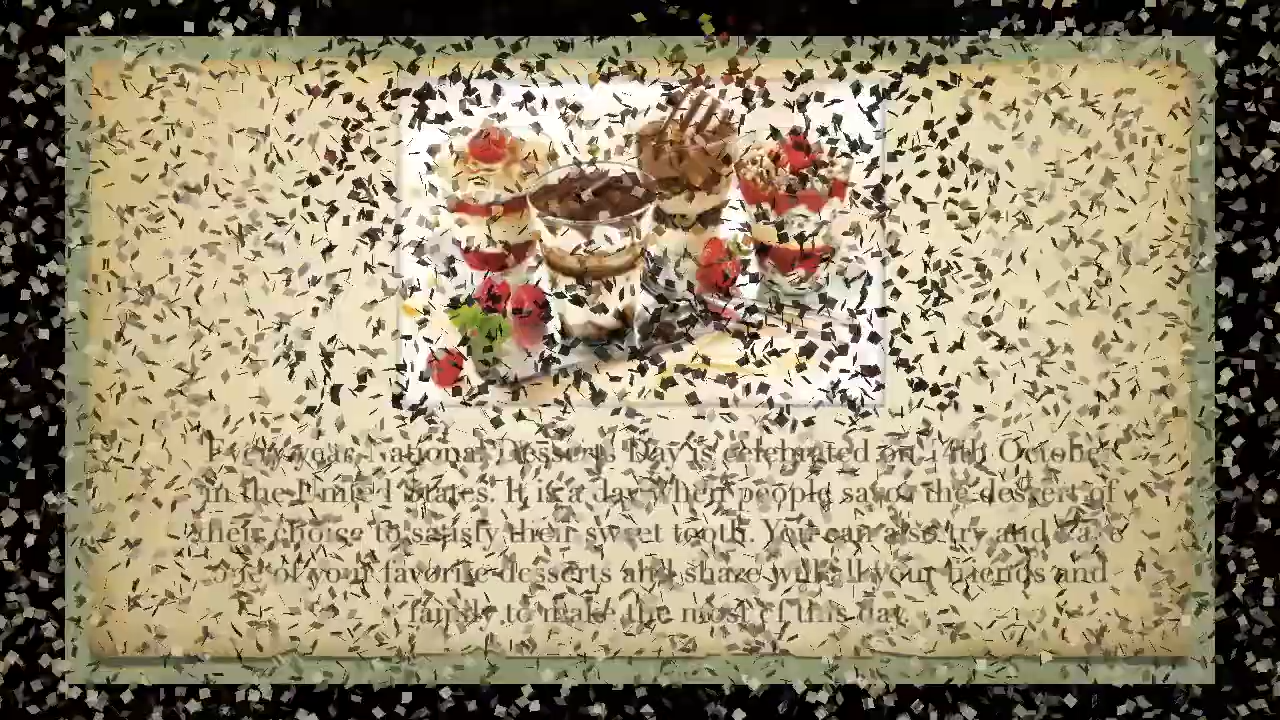 Every year National Desserts Day is celebrated on 14th October
in the United States. It is a day when people savor the dessert of
their choice to satisfy their sweet tooth. You can also try and
one of your favorite desserts and share with all your friends and
family to make the most of this day.